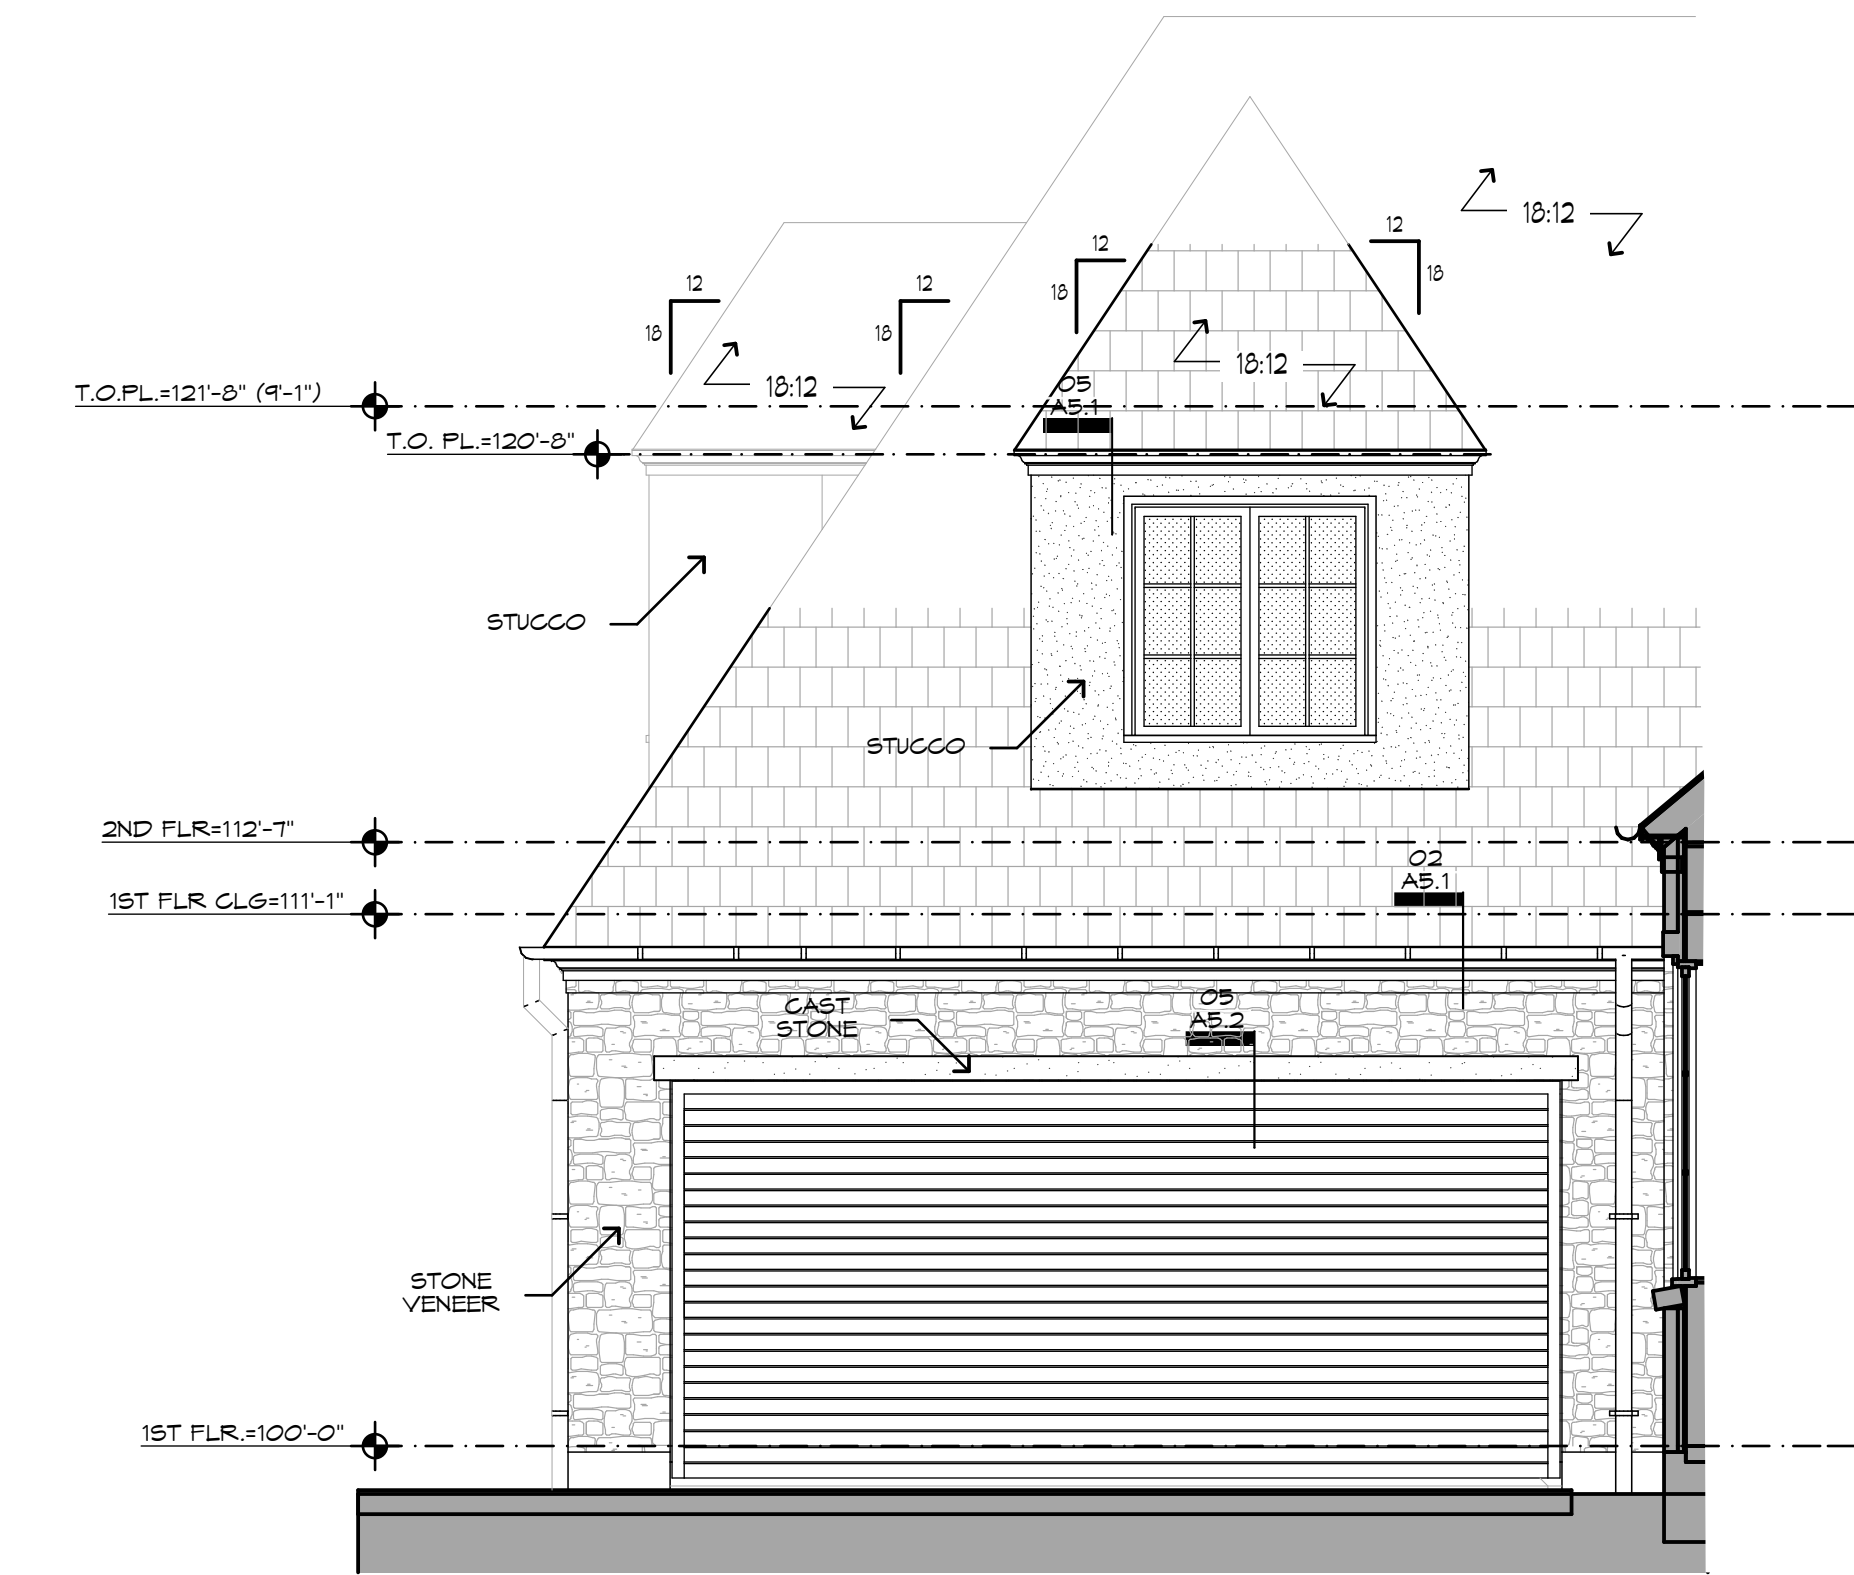 18:12
12
12
18
18
12
12
18
18
18:12
18:12
05
A5.1
T.O.PL.=121'-8" (9'-1")
T.O. PL.=120'-8"
STUCCO
STUCCO
2ND FLR=112'-7"
02
A5.1
1ST FLR CLG=111'-1"
CAST
STONE
05
A5.2
STONE
VENEER
1ST FLR.=100'-0"